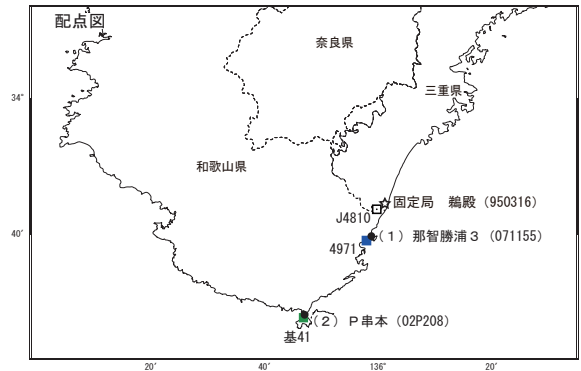 配点図
奈良県
34°
三重県
和歌山県
固定局　鵜殿（950316）
J4810
40′
（１）那智勝浦３（071155）
4971
（２）Ｐ串本（02P208）
基41
20′
40′
136°
20′